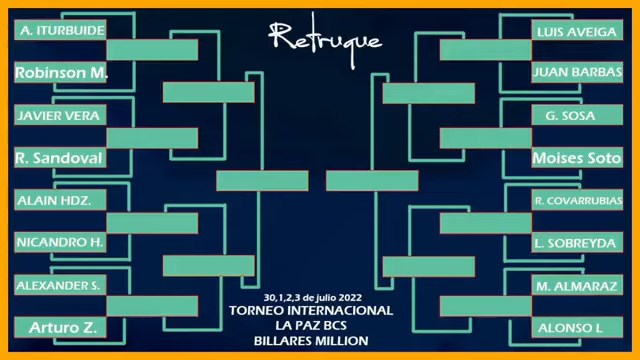 Retruque
A. ITURBUIDE
Robinson M.
JAVIER VERA
R. Sandoval
ALAIN HDZ.
NICANDRO H.
ALEXANDER S.
Arturo Z.
LUIS AVEIGA
JUAN BARBAS
G. SOSA
Moises Soto
R. COVARRUBIAS
L. SOBREYDA
M. ALMARAZ
ALONSO L
30,1,2,3 de julio 2022
TORNEO INTERNACIONAL
LA PAZ BCS
BILLARES MILLION